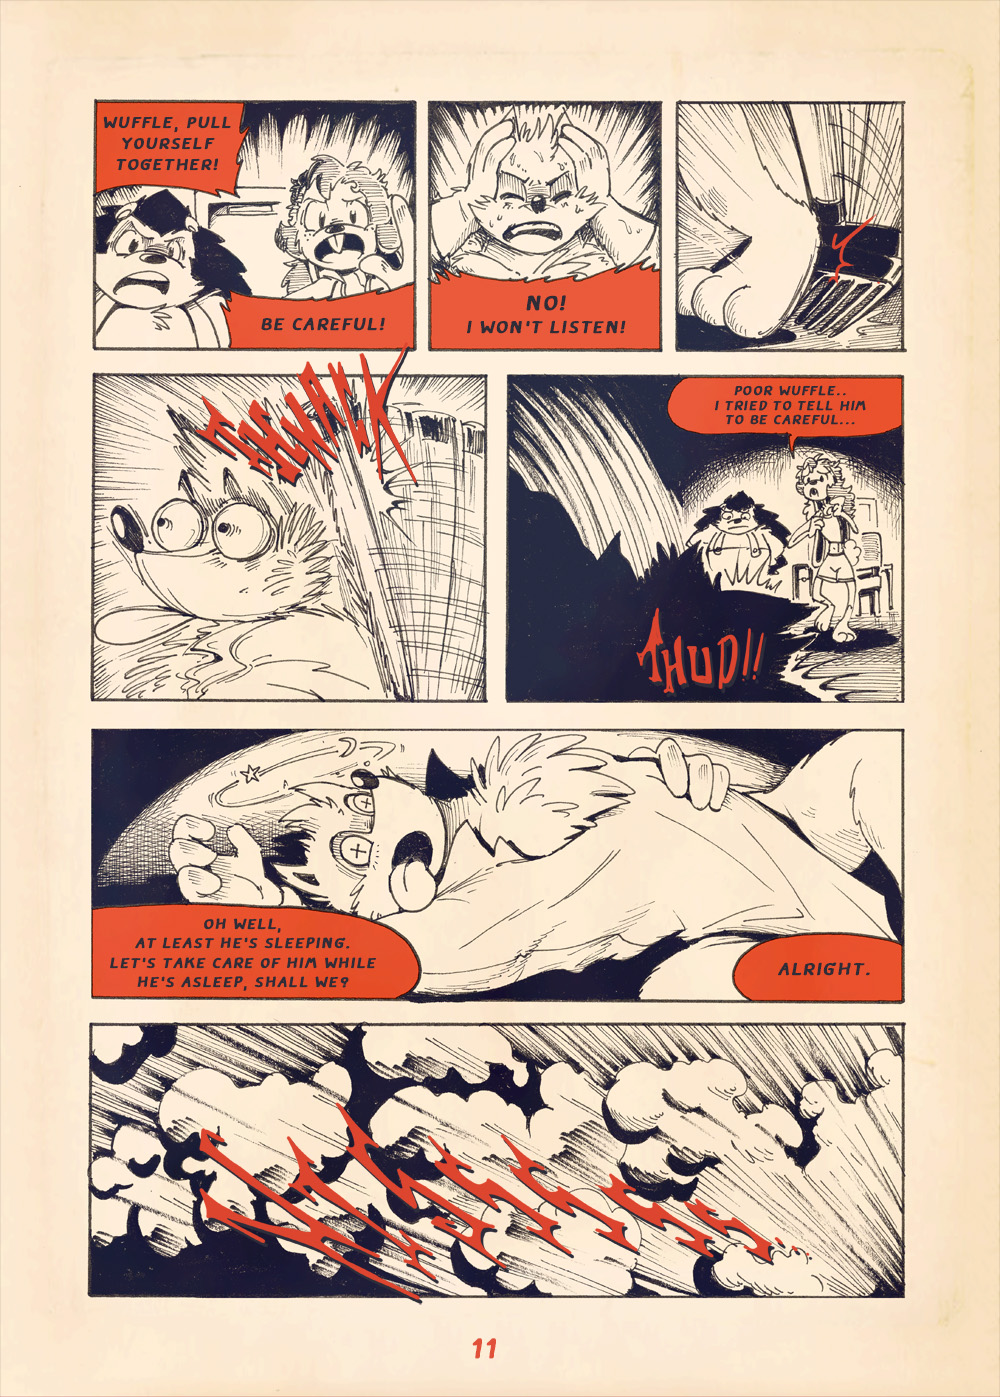 WUFFLE, PULL
YOURSELF
TOGETHER!
BE CAREFUL!
NO!
I WON'T LISTEN!
THWACK
POOR WUFFLE..
I TRIED TO TELL HIM
TO BE CAREFUL...
THUD!!
OH WELL,
AT LEAST HE'S SLEEPING.
LET'S TAKE CARE OF HIM WHILE
HE'S ASLEEP, SHALL WE?
ALRIGHT.
11